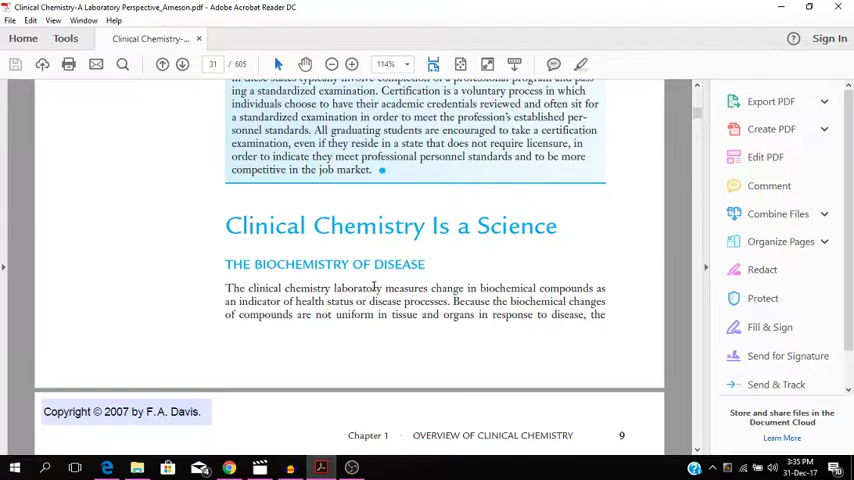 Clinical Chemistry-A Laboratory Perspective_Arneson.pdf - Adobe Acrobat Reader DC
File Edit View Window Help
Home Tools Clinical Chemistry-... × Sign In
31 / 605 114%
in these states typically involve completion of a professional program and pass-
ing a standardized examination. Certification is a voluntary process in which
individuals choose to have their academic credentials reviewed and often sit for
a standardized examination in order to meet the profession's established per-
sonnel standards. All graduating students are encouraged to take a certification
examination, even if they reside in a state that does not require licensure, in
order to indicate they meet professional personnel standards and to be more
competitive in the job market.
Clinical Chemistry Is a Science
THE BIOCHEMISTRY OF DISEASE
The clinical chemistry laboratory measures change in biochemical compounds as
an indicator of health status or disease processes. Because the biochemical changes
of compounds are not uniform in tissue and organs in response to disease, the
Copyright © 2007 by F.A. Davis.
Chapter 1 · OVERVIEW OF CLINICAL CHEMISTRY 9
Export PDF
Create PDF
Edit PDF
Comment
Combine Files
Organize Pages
Redact
Protect
Fill & Sign
Send for Signature
Send & Track
Store and share files in the
Document Cloud
Learn More
3:35 PM
31-Dec-17